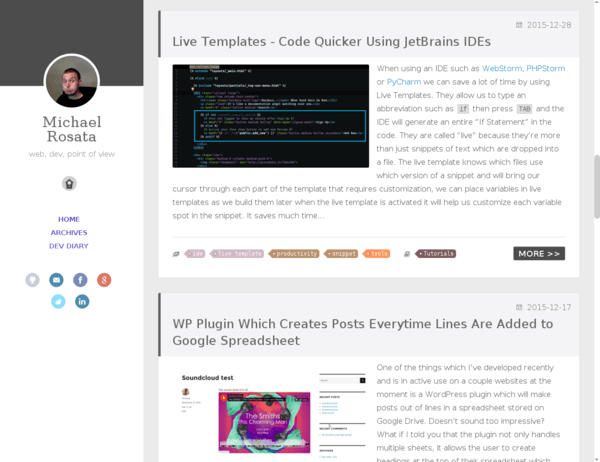 Michael
Rosata
web, dev, point of view
HOME
ARCHIVES
DEV DIARY
2015-12-28
Live Templates - Code Quicker Using JetBrains IDEs
When using an IDE such as WebStorm, PHPStorm
or PyCharm we can save a lot of time by using
Live Templates. They allow us to type an
abbreviation such as if then press TAB and the
IDE will generate an entire "If Statement" in the
code. They are called "live" because they're more
than just snippets of text which are dropped into
a file. The live template knows which files use
which version of a snippet and will bring our
cursor through each part of the template that requires customization, we can place variables in live
templates as we build them later when the live template is activated it will help us customize each variable
spot in the snippet. It saves much time...
ide live template productivity snippet tools Tutorials MORE >>
2015-12-17
WP Plugin Which Creates Posts Everytime Lines Are Added to
Google Spreadsheet
Soundcloud test
The Smiths
This Charming Man
RECENT POSTS
RECENT COMMENTS
ARCHIVES
One of the things which I've developed recently
and is in active use on a couple websites at the
moment is a WordPress plugin which will make
posts out of lines in a spreadsheet stored on
Google Drive. Doesn't sound too impressive?
What if I told you that the plugin not only handles
multiple sheets, it allows the user to create
headings at the top of their spreadsheet which